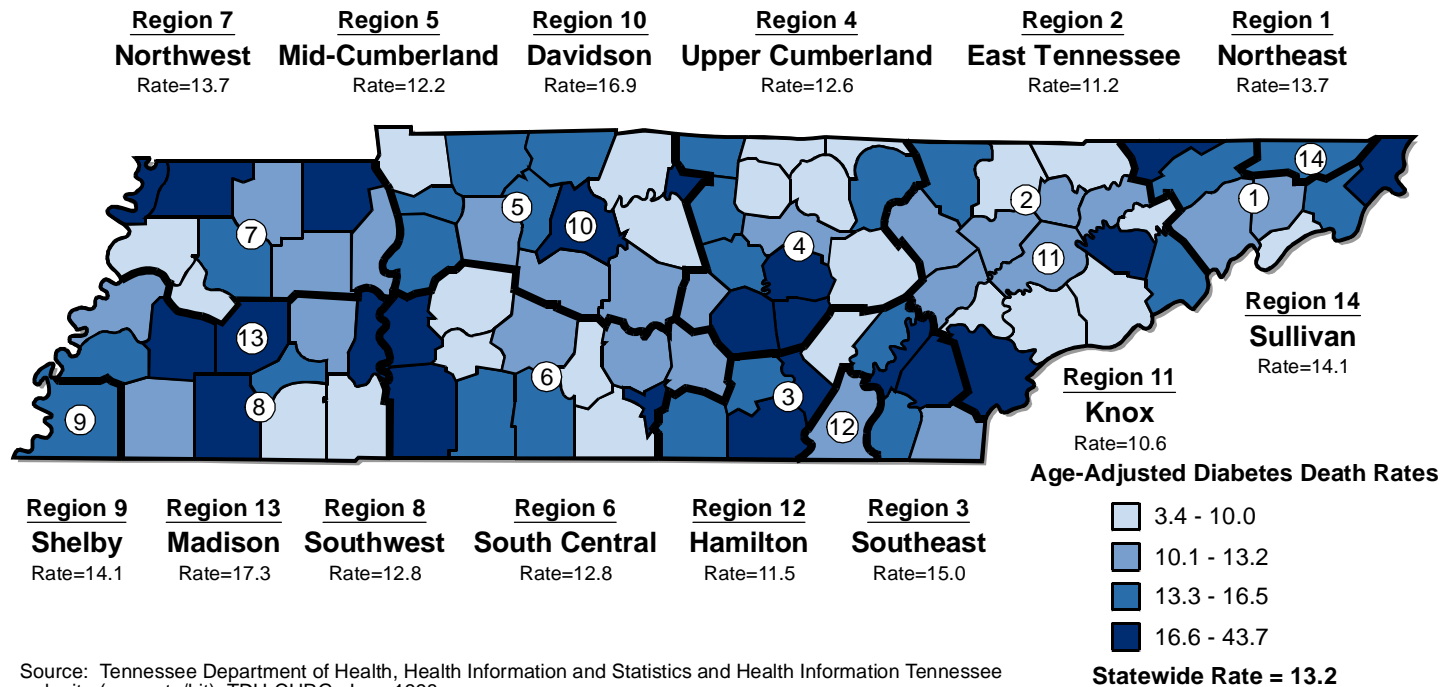 Region 7
Northwest
Rate=13.7
Region 5
Mid-Cumberland
Rate=12.2
Region 10
Davidson
Rate=16.9
Region 4
Upper Cumberland
Rate=12.6
Region 2
East Tennessee
Rate=11.2
Region 1
Northeast
Rate=13.7
14
1
2
5
10
7
4
11
13
6
3
8
9
12
Region 14
Sullivan
Rate=14.1
Region 11
Knox
Rate=10.6
Region 9
Shelby
Rate=14.1
Region 13
Madison
Rate=17.3
Region 8
Southwest
Rate=12.8
Region 6
South Central
Rate=12.8
Region 12
Hamilton
Rate=11.5
Region 3
Southeast
Rate=15.0
Age-Adjusted Diabetes Death Rates
3.4 - 10.0
10.1 - 13.2
13.3 - 16.5
16.6 - 43.7
Statewide Rate = 13.2
Source: Tennessee Department of Health, Health Information and Statistics and Health Information Tennessee